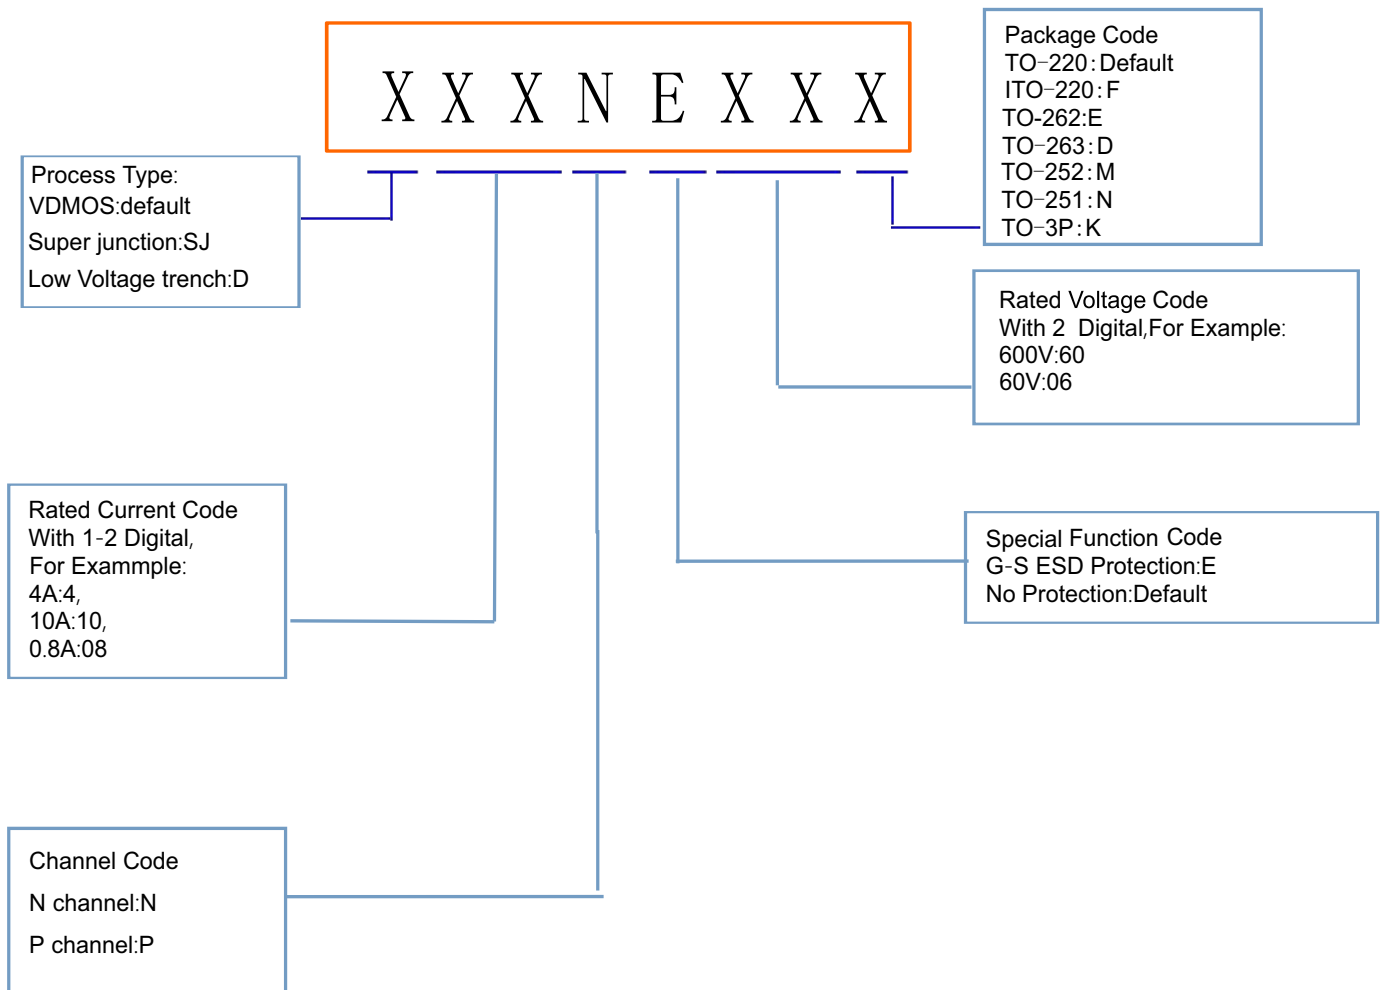 X X X N E X X X
Package Code
TO-220:Default
ITO-220:F
TO-262:E
TO-263:D
TO-252:M
TO-251:N
TO-3P:K
Process Type:
VDMOS:default
Super junction:SJ
Low Voltage trench:D
Rated Voltage Code
With 2 Digital,For Example:
600V:60
60V:06
Rated Current Code
With 1-2 Digital,
For Exammple:
4A:4,
10A:10,
0.8A:08
Special Function Code
G-S ESD Protection:E
No Protection:Default
Channel Code
N channel:N
P channel:P